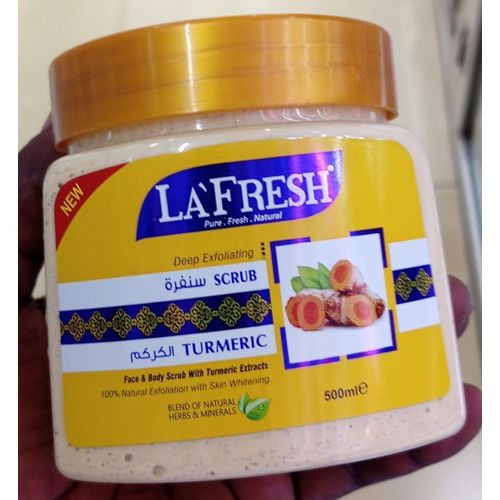 NEW
LA'FRESH
Pure . Fresh . Natural
Deep Exfoliating
سنفرة SCRUB
الكركم TURMERIC
Face & Body Scrub With Turmeric Extracts
100% Natural Exfoliation with Skin Whitening.
BLEND OF NATURAL
HERBS & MINERALS
500ml℮